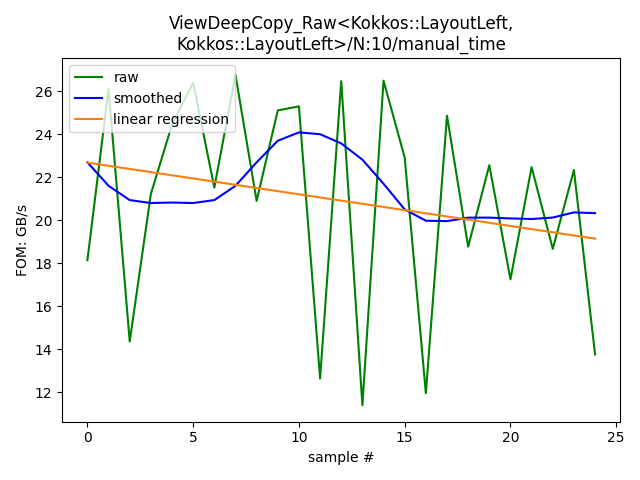 ViewDeepCopy_Raw<Kokkos::LayoutLeft,
Kokkos::LayoutLeft>/N:10/manual_time
raw
smoothed
linear regression
FOM: GB/s
26
24
22
20
18
16
14
12
0
5
10
15
20
25
sample #